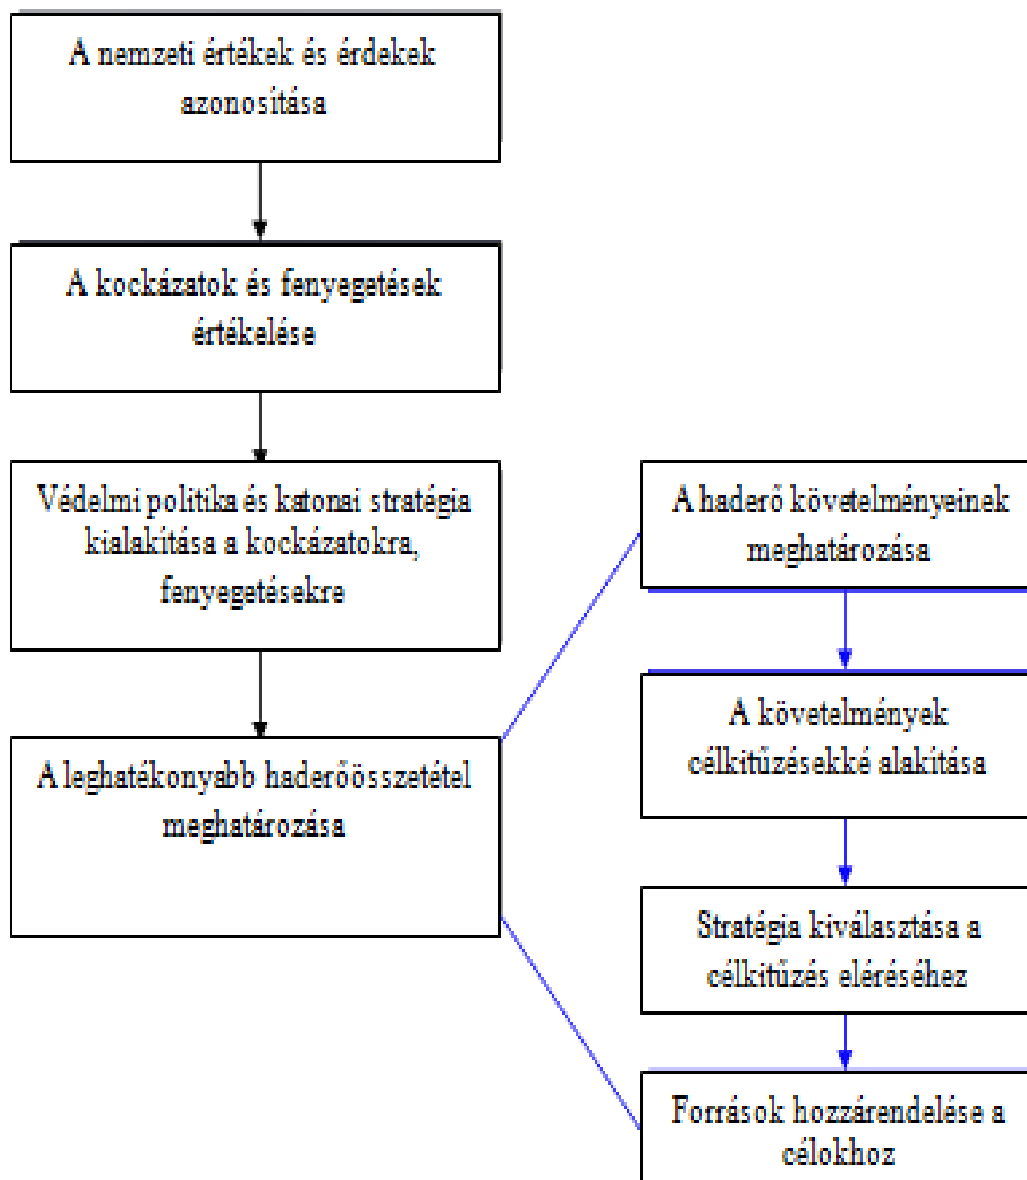 A nemzeti értékek és érdekek
azonosítása
A kockázatok és fenyegetések
értékelése
Védelmi politika és katonai stratégia
kialakítása a kockázatokra,
fenyegetésekre
A leghatékonyabb haderőösszetétel
meghatározása
A haderő követelményeinek
meghatározása
A követelmények
célkitűzésekké alakítása
Stratégia kiválasztása a
célkitűzés eléréséhez
Források hozzárendelése a
célokhoz